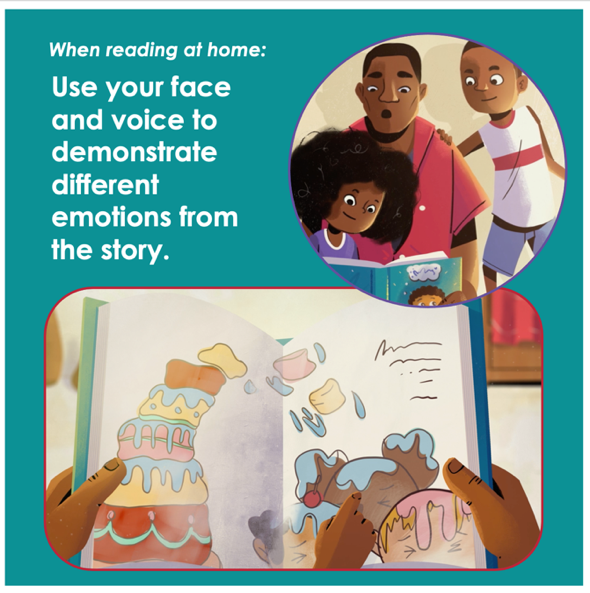 When reading at home:
Use your face
and voice to
demonstrate
different
emotions from
the story.